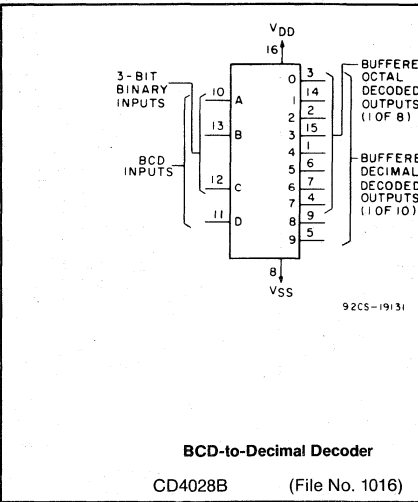 VDD
16
3-BIT
BINARY
INPUTS
BCD
INPUTS
10 A
13 B
12 C
11 D
0 3
1 14
2 2
3 15
4 1
5 6
6 7
7 4
8 9
9 5
BUFFERE
OCTAL
DECODED
OUTPUTS
(1 OF 8)
BUFFERE
DECIMAL
DECODED
OUTPUTS
(1 OF 10)
8
VSS
92CS-19131
BCD-to-Decimal Decoder
CD4028B (File No. 1016)